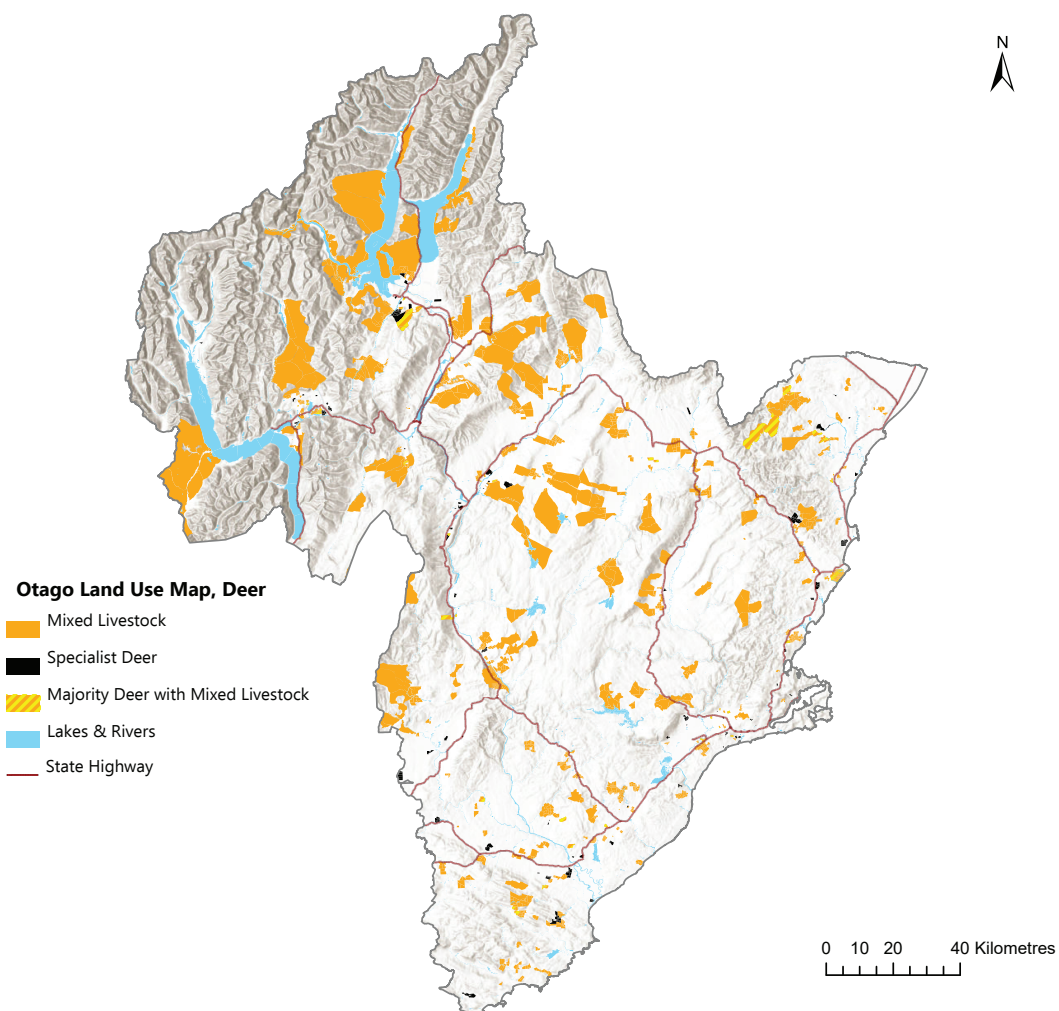 N
Otago Land Use Map, Deer
Mixed Livestock
Specialist Deer
Majority Deer with Mixed Livestock
Lakes & Rivers
State Highway
0 10 20 40 Kilometres